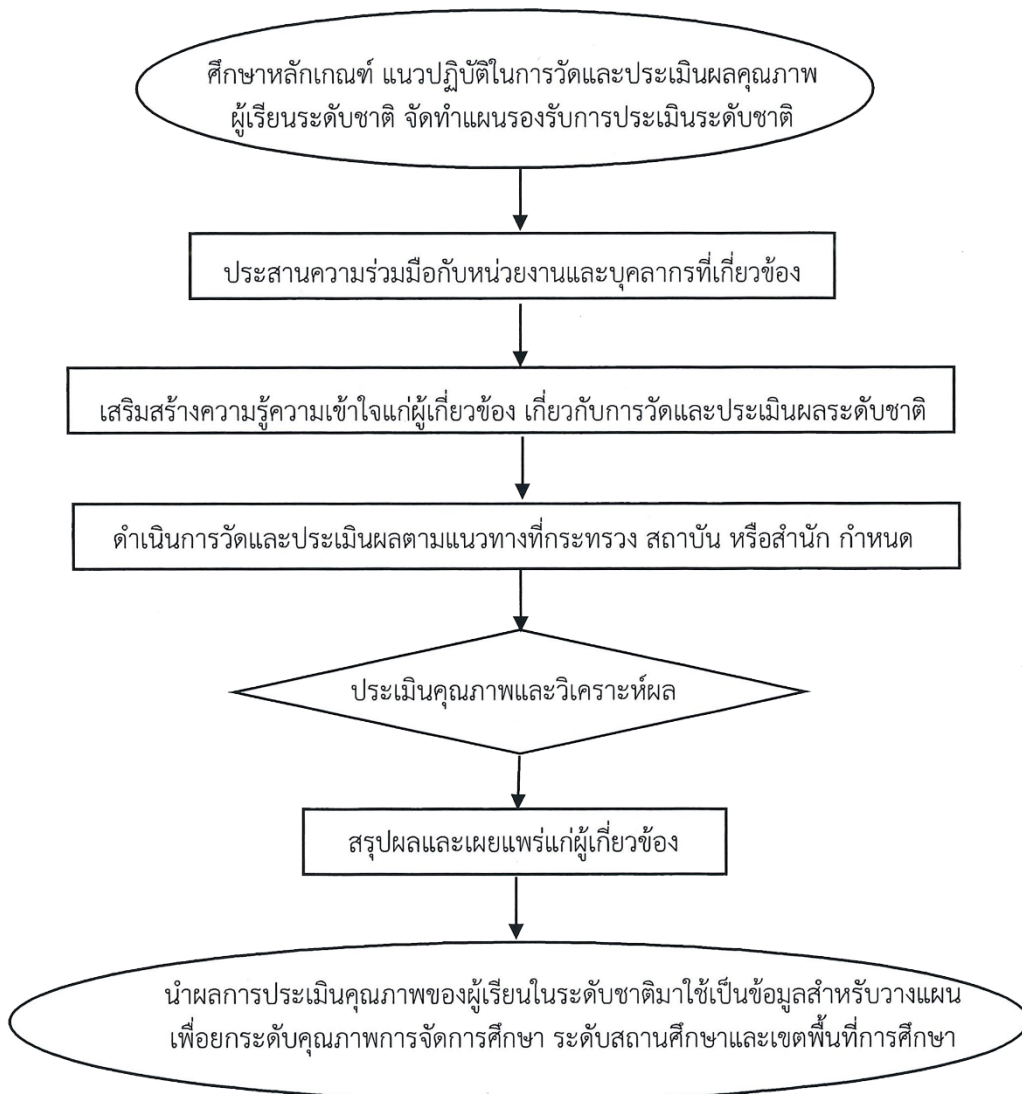 ศึกษาหลักเกณฑ์ แนวปฏิบัติในการวัดและประเมินผลคุณภาพ
ผู้เรียนระดับชาติ จัดทำแผนรองรับการประเมินระดับชาติ
ประสานความร่วมมือกับหน่วยงานและบุคลากรที่เกี่ยวข้อง
เสริมสร้างความรู้ความเข้าใจแก่ผู้เกี่ยวข้อง เกี่ยวกับการวัดและประเมินผลระดับชาติ
ดำเนินการวัดและประเมินผลตามแนวทางที่กระทรวง สถาบัน หรือสำนัก กำหนด
ประเมินคุณภาพและวิเคราะห์ผล
สรุปผลและเผยแพร่แก่ผู้เกี่ยวข้อง
นำผลการประเมินคุณภาพของผู้เรียนในระดับชาติมาใช้เป็นข้อมูลสำหรับวางแผน
เพื่อยกระดับคุณภาพการจัดการศึกษา ระดับสถานศึกษาและเขตพื้นที่การศึกษา